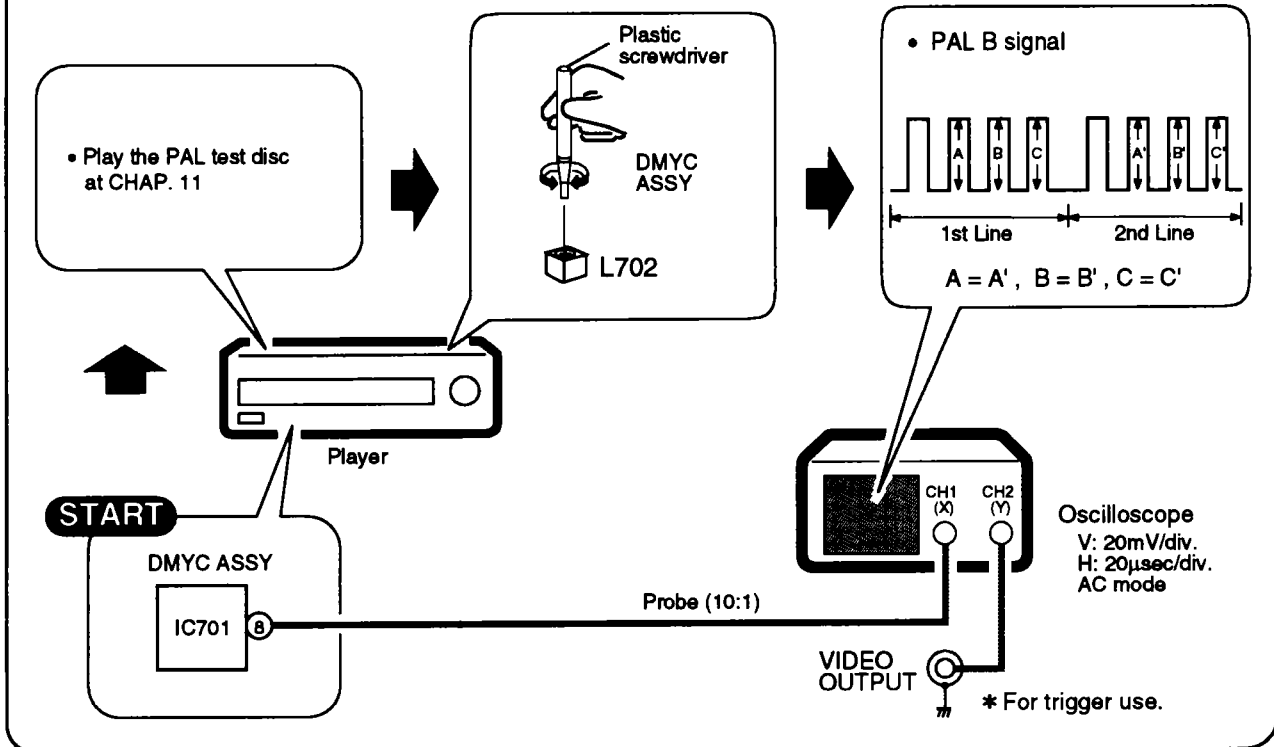 • Play the PAL test disc
at CHAP. 11
Plastic
screwdriver
DMYC
ASSY
L702
• PAL B signal
A B C A' B' C'
1st Line 2nd Line
A = A' , B = B' , C = C'
Player
START
DMYC ASSY
IC701 8
Probe (10:1)
CH1
(X)
CH2
(Y)
Oscilloscope
V: 20mV/div.
H: 20µsec/div.
AC mode
VIDEO
OUTPUT
* For trigger use.